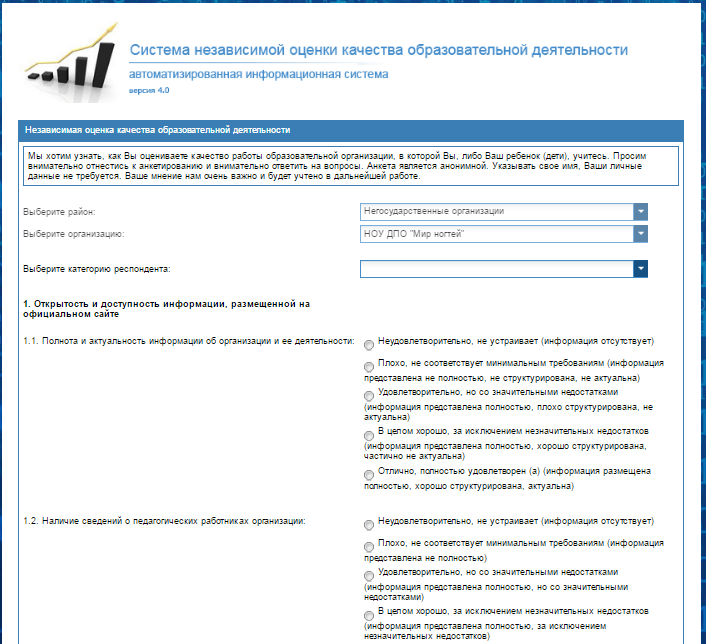 Система независимой оценки качества образовательной деятельности
автоматизированная информационная система
версия 4.0
Независимая оценка качества образовательной деятельности
Мы хотим узнать, как Вы оцениваете качество работы образовательной организации, в которой Вы, либо Ваш ребенок (дети), учитесь. Просим
внимательно отнестись к анкетированию и внимательно ответить на вопросы. Анкета является анонимной. Указывать свое имя, Ваши личные
данные не требуется. Ваше мнение нам очень важно и будет учтено в дальнейшей работе.
Выберите район:
Негосударственные организации
Выберите организацию:
НОУ ДПО "Мир ногтей"
Выберите категорию респондента:
1. Открытость и доступность информации, размещенной на
официальном сайте
1.1. Полнота и актуальность информации об организации и ее деятельности:
Неудовлетворительно, не устраивает (информация отсутствует)
Плохо, не соответствует минимальным требованиям (информация
представлена не полностью, не структурирована, не актуальна)
Удовлетворительно, но со значительными недостатками
(информация представлена полностью, плохо структурирована, не
актуальна)
В целом хорошо, за исключением незначительных недостатков
(информация представлена полностью, хорошо структурирована,
частично не актуальна)
Отлично, полностью удовлетворен (а) (информация размещена
полностью, хорошо структурирована, актуальна)
1.2. Наличие сведений о педагогических работниках организации:
Неудовлетворительно, не устраивает (информация отсутствует)
Плохо, не соответствует минимальным требованиям (информация
представлена не полностью)
Удовлетворительно, но со значительными недостатками
(информация представлена полностью, но со значительными
недостатками)
В целом хорошо, за исключением незначительных недостатков
(информация представлена полностью, за исключением
незначительных недостатков)